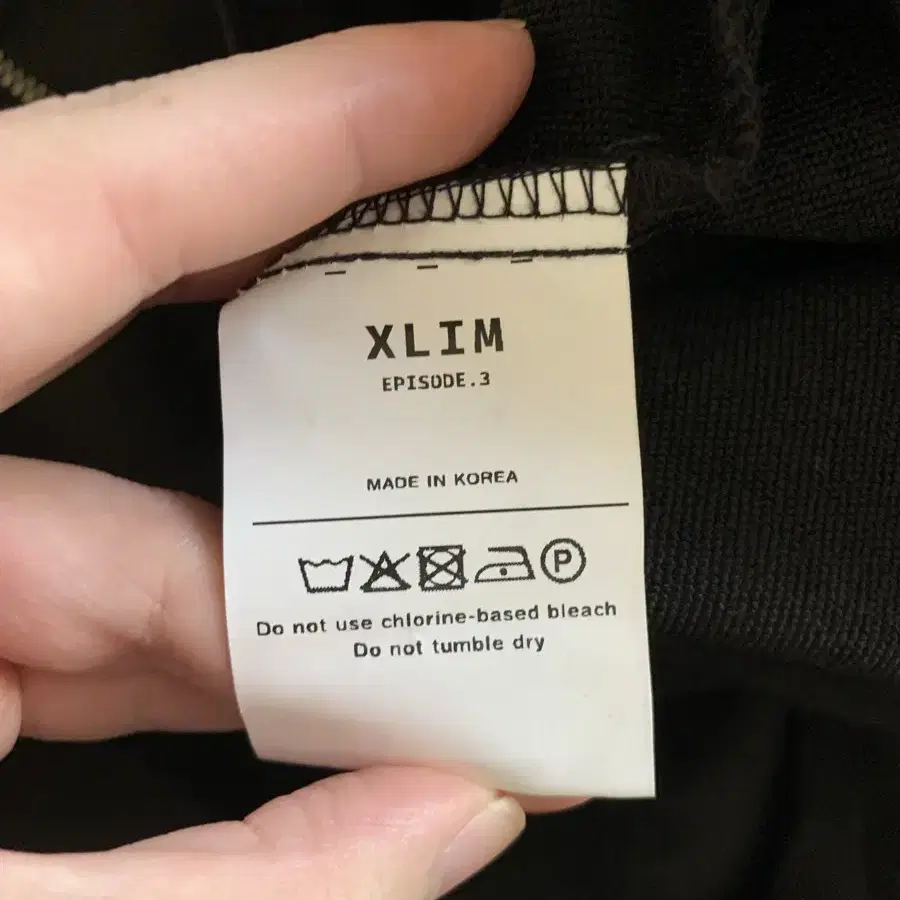 XLIM
EPISODE.3
MADE IN KOREA
P
Do not use chlorine-based bleach
Do not tumble dry